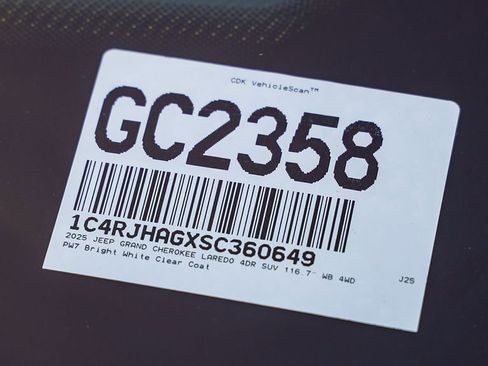 CDK VehicleScan™
GC2358
1C4RJHAGXSC360649
2025 JEEP GRAND CHEROKEE LAREDO 4DR SUV 116.7" WB 4WD
PW7 Bright White Clear Coat J25